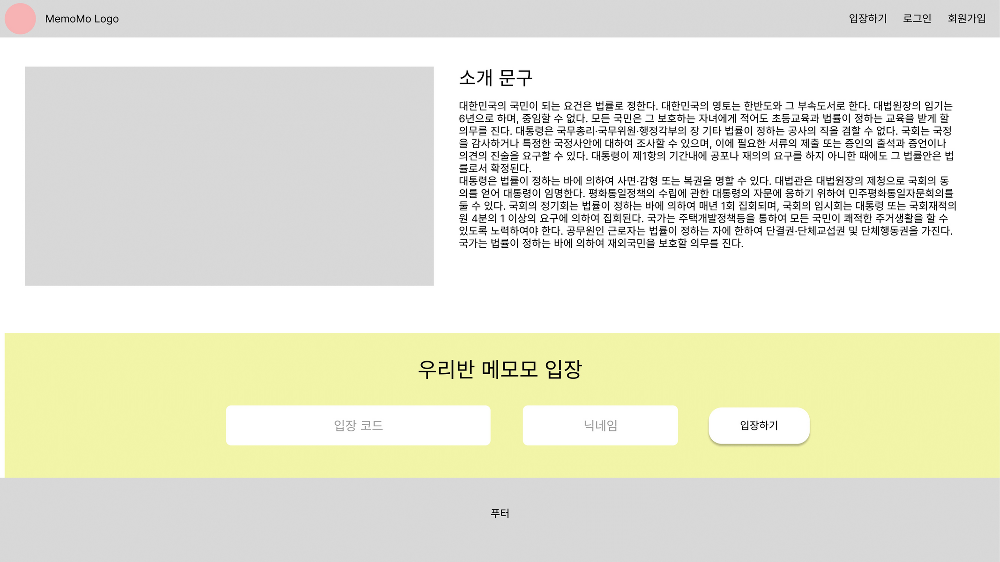 MemoMo Logo
입장하기 로그인 회원가입
소개 문구
대한민국의 국민이 되는 요건은 법률로 정한다. 대한민국의 영토는 한반도와 그 부속도서로 한다. 대법원장의 임기는
6년으로 하며, 중임할 수 없다. 모든 국민은 그 보호하는 자녀에게 적어도 초등교육과 법률이 정하는 교육을 받게 할
의무를 진다. 대통령은 국무총리·국무위원·행정각부의 장 기타 법률이 정하는 공사의 직을 겸할 수 없다. 국회는 국정
을 감사하거나 특정한 국정사안에 대하여 조사할 수 있으며, 이에 필요한 서류의 제출 또는 증인의 출석과 증언이나
의견의 진술을 요구할 수 있다. 대통령이 제1항의 기간내에 공포나 재의의 요구를 하지 아니한 때에도 그 법률안은 법
률로서 확정된다.
대통령은 법률이 정하는 바에 의하여 사면·감형 또는 복권을 명할 수 있다. 대법관은 대법원장의 제청으로 국회의 동
의를 얻어 대통령이 임명한다. 평화통일정책의 수립에 관한 대통령의 자문에 응하기 위하여 민주평화통일자문회의를
둘 수 있다. 국회의 정기회는 법률이 정하는 바에 의하여 매년 1회 집회되며, 국회의 임시회는 대통령 또는 국회재적의
원 4분의 1 이상의 요구에 의하여 집회된다. 국가는 주택개발정책등을 통하여 모든 국민이 쾌적한 주거생활을 할 수
있도록 노력하여야 한다. 공무원인 근로자는 법률이 정하는 자에 한하여 단결권·단체교섭권 및 단체행동권을 가진다.
국가는 법률이 정하는 바에 의하여 재외국민을 보호할 의무를 진다.
우리반 메모모 입장
입장 코드
닉네임
입장하기
푸터